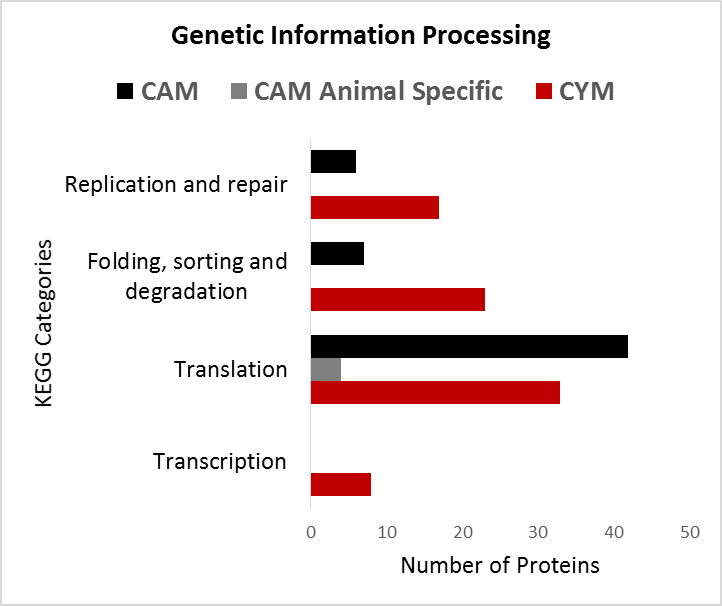 Genetic Information Processing
CAM CAM Animal Specific CYM
KEGG Categories
Replication and repair
Folding, sorting and
degradation
Translation
Transcription
0 10 20 30 40 50
Number of Proteins